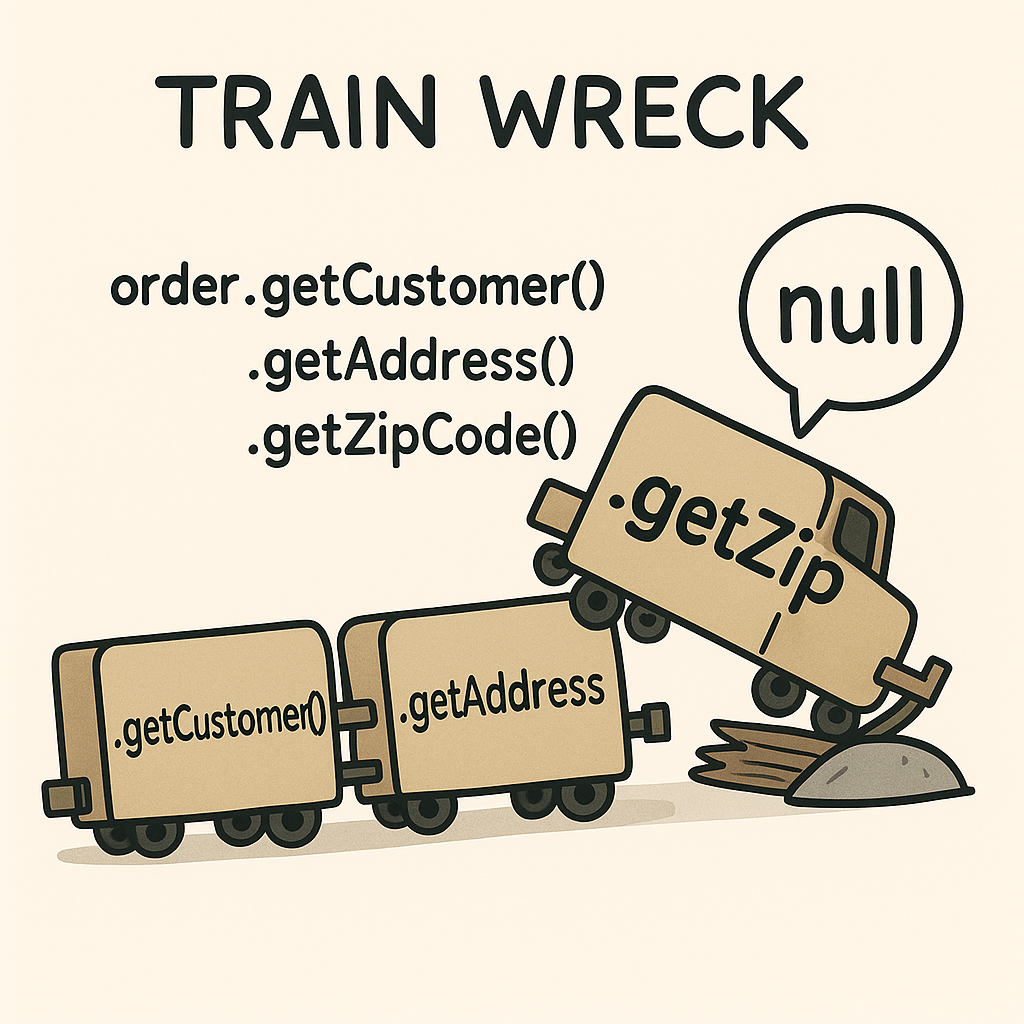 TRAIN WRECK
order.getCustomer()
.getAddress()
.getZipCode()
null
.getZip
.getCustomer()
.getAddress